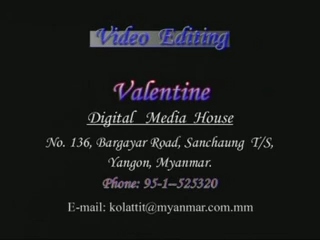 Video Editing
Valentine
Digital Media House
No. 136, Bargayar Road, Sanchaung T/S,
Yangon, Myanmar.
Phone: 95-1–525320
E-mail: kolattit@myanmar.com.mm